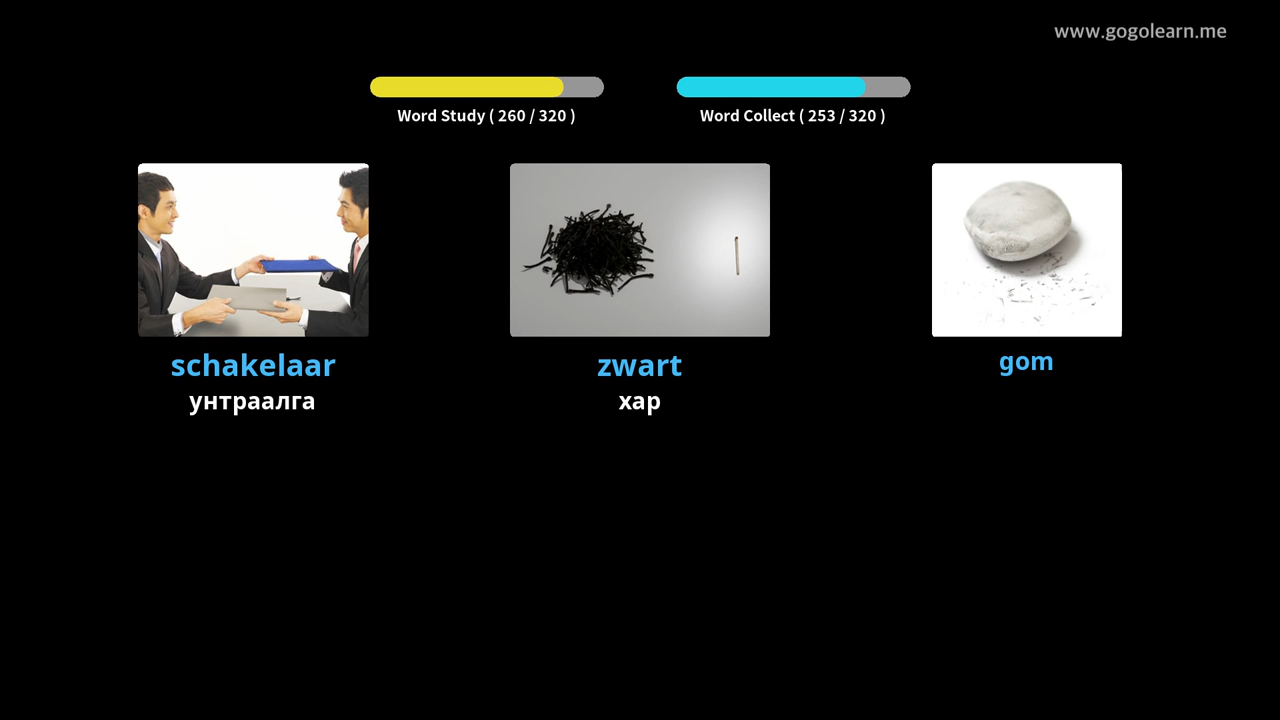 www.gogolearn.me
Word Study ( 260 / 320 )
Word Collect ( 253 / 320 )
schakelaar
унтраалга
zwart
хар
gom